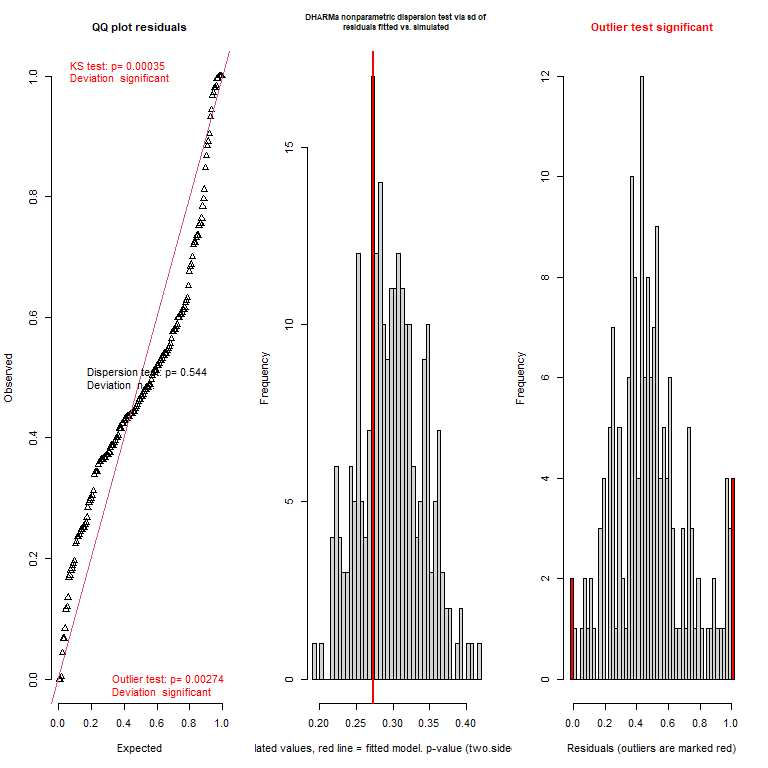 QQ plot residuals
KS test: p= 0.00035
Deviation significant
Dispersion test: p= 0.544
Deviation
Outlier test: p= 0.00274
Deviation significant
Observed
0.0
0.2
0.4
0.6
0.8
1.0
0.0
0.2
0.4
0.6
0.8
1.0
Expected
DHARMa nonparametric dispersion test via sd of
residuals fitted vs. simulated
Frequency
0
5
10
15
0.20
0.25
0.30
0.35
0.40
lated values, red line = fitted model. p-value (two.side
Outlier test significant
Frequency
0
2
4
6
8
10
12
0.0
0.2
0.4
0.6
0.8
1.0
Residuals (outliers are marked red)